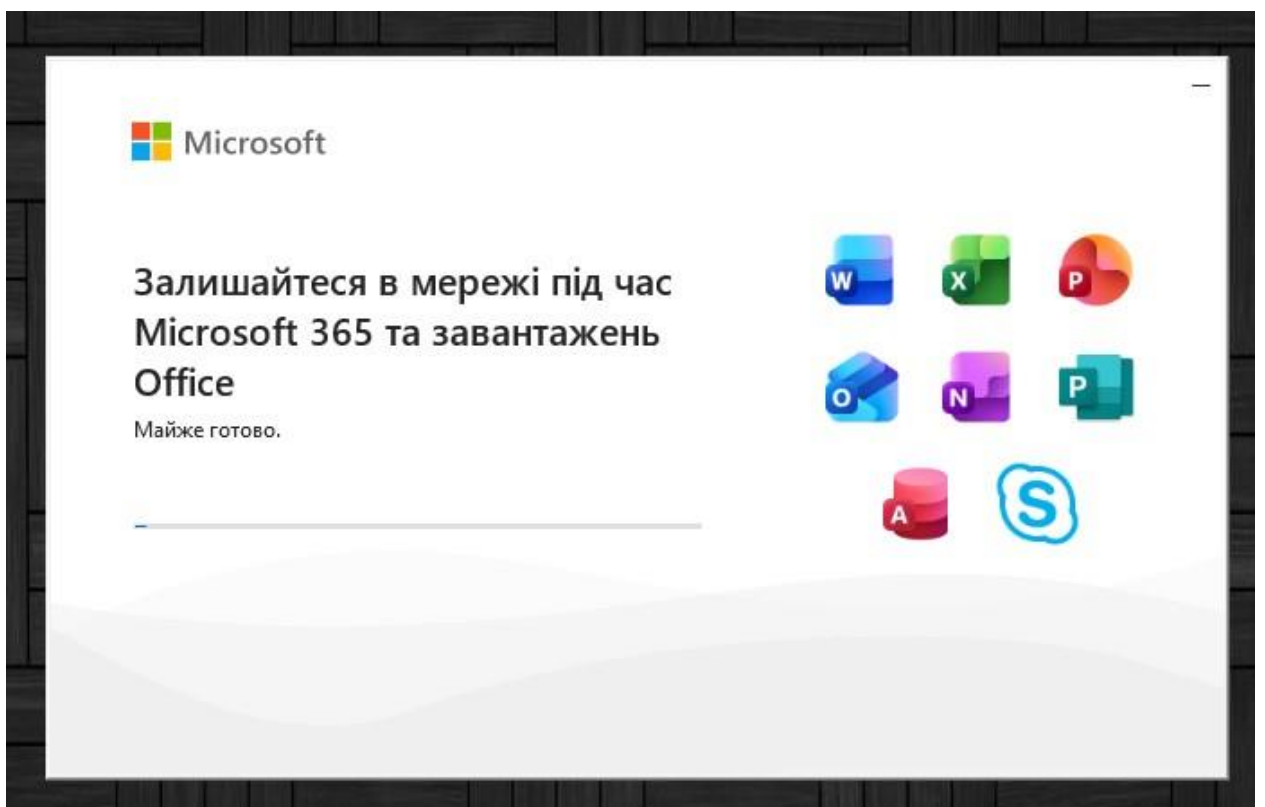 Microsoft
Залишайтеся в мережі під час
Microsoft 365 та завантажень
Office
Майже готово.
W
X
P
O
N
P
A
S